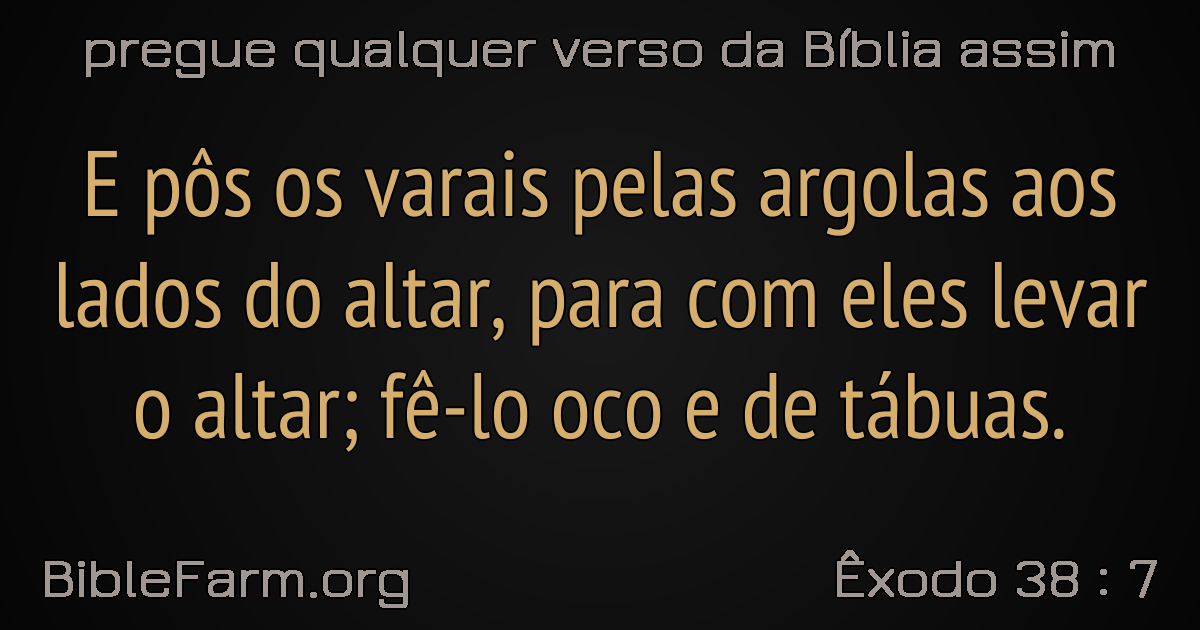 pregue qualquer verso da Bíblia assim
E pôs os varais pelas argolas aos
lados do altar, para com eles levar
o altar; fê-lo oco e de tábuas.
BibleFarm.org
Êxodo 38 : 7